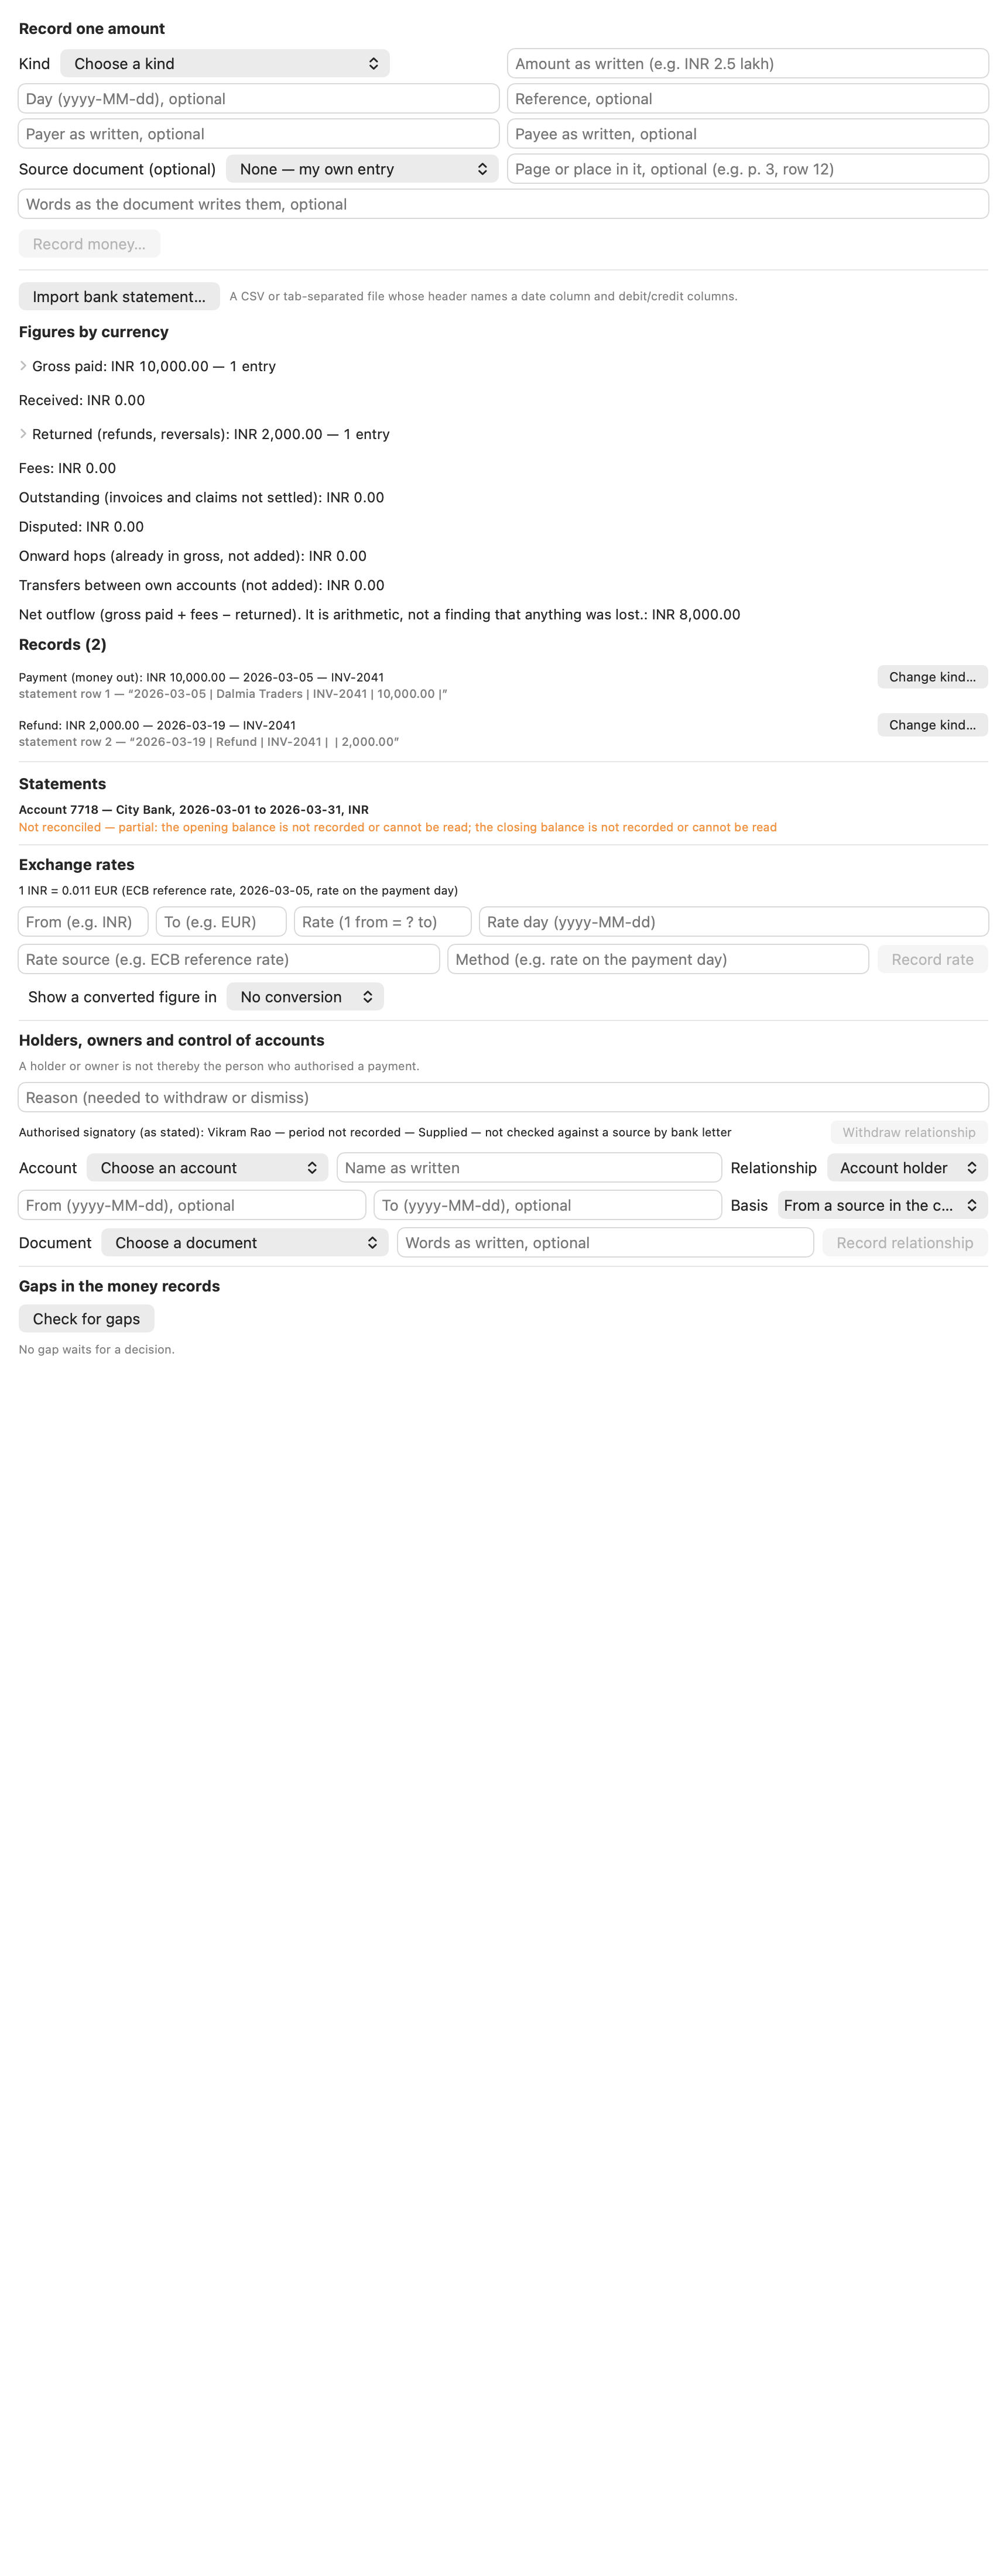 Record one amount
Kind Choose a kind Amount as written (e.g. INR 2.5 lakh)
Day (yyyy-MM-dd), optional Reference, optional
Payer as written, optional Payee as written, optional
Source document (optional) None — my own entry Page or place in it, optional (e.g. p. 3, row 12)
Words as the document writes them, optional
Record money...
Import bank statement... A CSV or tab-separated file whose header names a date column and debit/credit columns.
Figures by currency
Gross paid: INR 10,000.00 — 1 entry
Received: INR 0.00
Returned (refunds, reversals): INR 2,000.00 — 1 entry
Fees: INR 0.00
Outstanding (invoices and claims not settled): INR 0.00
Disputed: INR 0.00
Onward hops (already in gross, not added): INR 0.00
Transfers between own accounts (not added): INR 0.00
Net outflow (gross paid + fees − returned). It is arithmetic, not a finding that anything was lost.: INR 8,000.00
Records (2)
Payment (money out): INR 10,000.00 — 2026-03-05 — INV-2041 Change kind...
statement row 1 — “2026-03-05 | Dalmia Traders | INV-2041 | 10,000.00 |”
Refund: INR 2,000.00 — 2026-03-19 — INV-2041 Change kind...
statement row 2 — “2026-03-19 | Refund | INV-2041 | | 2,000.00”
Statements
Account 7718 — City Bank, 2026-03-01 to 2026-03-31, INR
Not reconciled — partial: the opening balance is not recorded or cannot be read; the closing balance is not recorded or cannot be read
Exchange rates
1 INR = 0.011 EUR (ECB reference rate, 2026-03-05, rate on the payment day)
From (e.g. INR) To (e.g. EUR) Rate (1 from = ? to) Rate day (yyyy-MM-dd)
Rate source (e.g. ECB reference rate) Method (e.g. rate on the payment day) Record rate
Show a converted figure in No conversion
Holders, owners and control of accounts
A holder or owner is not thereby the person who authorised a payment.
Reason (needed to withdraw or dismiss)
Authorised signatory (as stated): Vikram Rao — period not recorded — Supplied — not checked against a source by bank letter Withdraw relationship
Account Choose an account Name as written Relationship Account holder
From (yyyy-MM-dd), optional To (yyyy-MM-dd), optional Basis From a source in the c...
Document Choose a document Words as written, optional Record relationship
Gaps in the money records
Check for gaps
No gap waits for a decision.